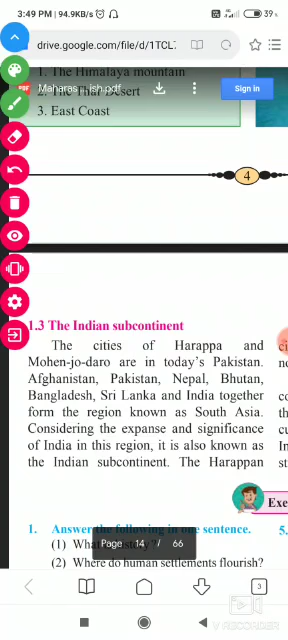 3:49 PM | 94.9KB/s
39
drive.google.com/file/d/1TCL
1. The Himalaya mountain
Maharas...ish.pdf
Sign in
2. The Thar Desert
3. East Coast
4
1.3 The Indian subcontinent
The cities of Harappa and
Mohen-jo-daro are in today's Pakistan.
Afghanistan, Pakistan, Nepal, Bhutan,
Bangladesh, Sri Lanka and India together
form the region known as South Asia.
Considering the expanse and significance
of India in this region, it is also known as
the Indian subcontinent. The Harappan
Exe
1. Answer the following in one sentence.
5.
(1) What
Page 14 / 66
(2) Where do human settlements flourish?
3
V RECORDER